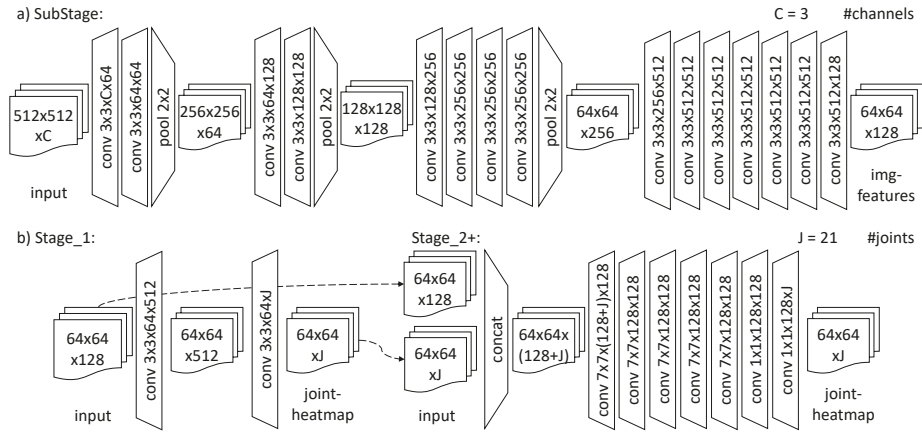 a) SubStage:
C = 3 #channels
512x512
xC
input
conv 3x3xCx64
conv 3x3x64x64
pool 2x2
256x256
x64
conv 3x3x64x128
conv 3x3x128x128
pool 2x2
128x128
x128
conv 3x3x128x256
conv 3x3x256x256
conv 3x3x256x256
conv 3x3x256x256
pool 2x2
64x64
x256
conv 3x3x256x512
conv 3x3x512x512
conv 3x3x512x512
conv 3x3x512x512
conv 3x3x512x512
conv 3x3x512x512
conv 3x3x512x128
64x64
x128
img-
features
b) Stage_1:
64x64
x128
input
conv 3x3x64x512
64x64
x512
conv 3x3x64xJ
64x64
xJ
joint-
heatmap
Stage_2+:
64x64
x128
64x64
xJ
input
concat
64x64x
(128+J)
J = 21 #joints
conv 7x7x(128+J)x128
conv 7x7x128x128
conv 7x7x128x128
conv 7x7x128x128
conv 7x7x128x128
conv 1x1x128x128
conv 1x1x128xJ
64x64
xJ
joint-
heatmap